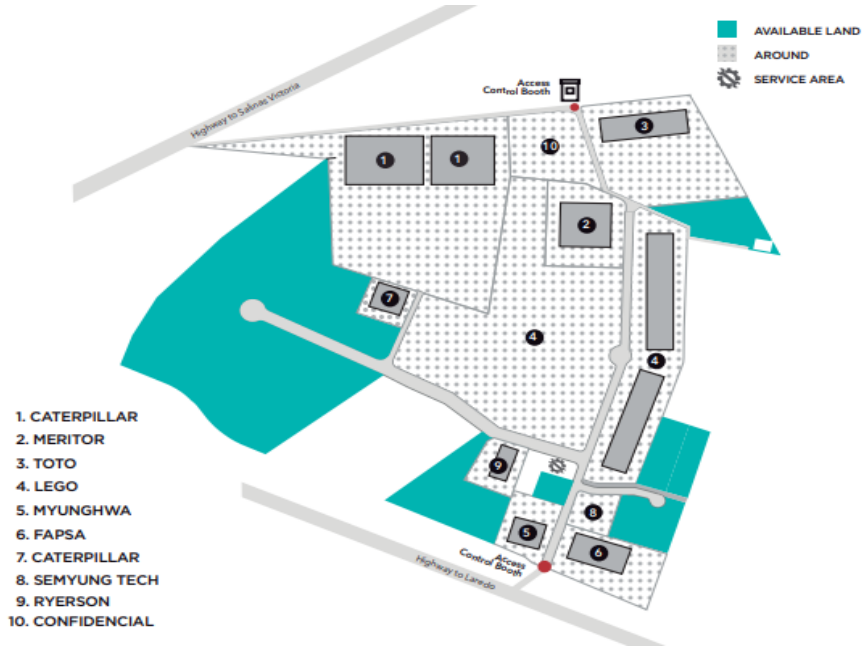 AVAILABLE LAND
AROUND
SERVICE AREA
Access
Control Booth
Highway to Salinas Victoria
3
1
1
10
2
7
4
4
9
8
5
6
Access
Control Booth
Highway to Laredo
1. CATERPILLAR
2. MERITOR
3. TOTO
4. LEGO
5. MYUNGHWA
6. FAPSA
7. CATERPILLAR
8. SEMYUNG TECH
9. RYERSON
10. CONFIDENCIAL